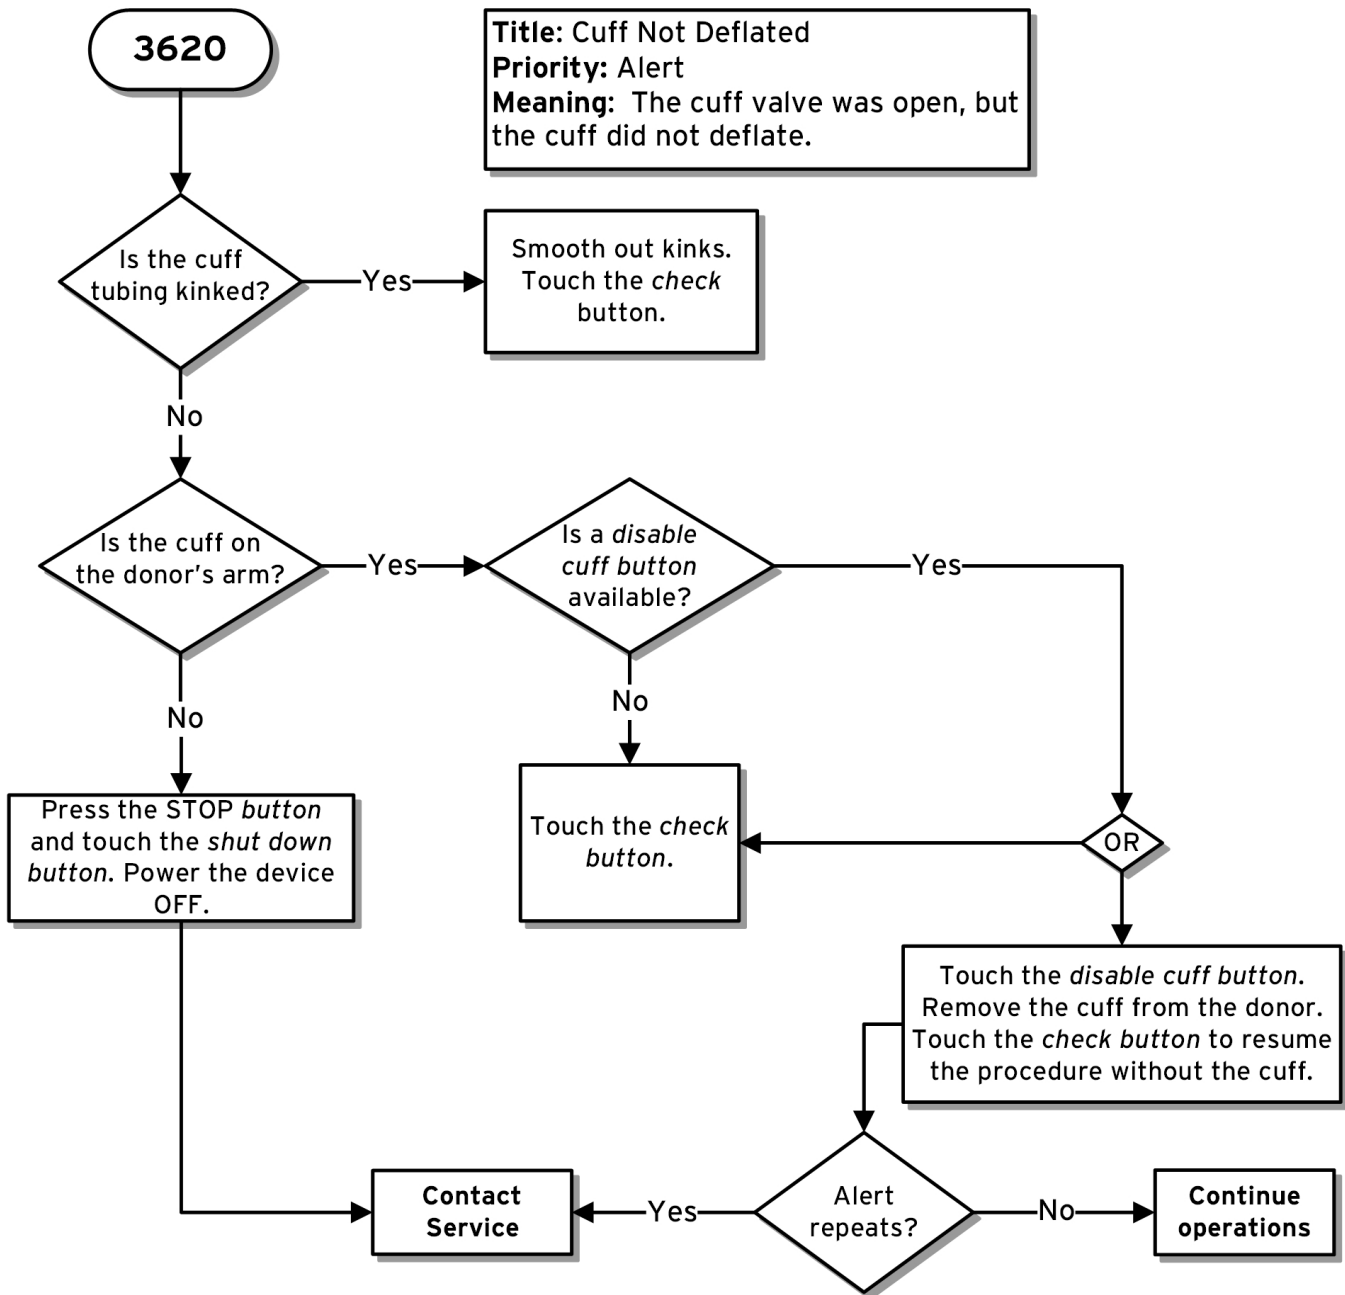 3620
Title: Cuff Not Deflated
Priority: Alert
Meaning: The cuff valve was open, but
the cuff did not deflate.
Is the cuff
tubing kinked?
Yes
Smooth out kinks.
Touch the check
button.
No
Is the cuff on
the donor's arm?
Yes
Is a disable
cuff button
available?
Yes
No
No
Press the STOP button
and touch the shut down
button. Power the device
OFF.
Touch the check
button.
OR
Touch the disable cuff button.
Remove the cuff from the donor.
Touch the check button to resume
the procedure without the cuff.
Contact
Service
Yes
Alert
repeats?
No
Continue
operations